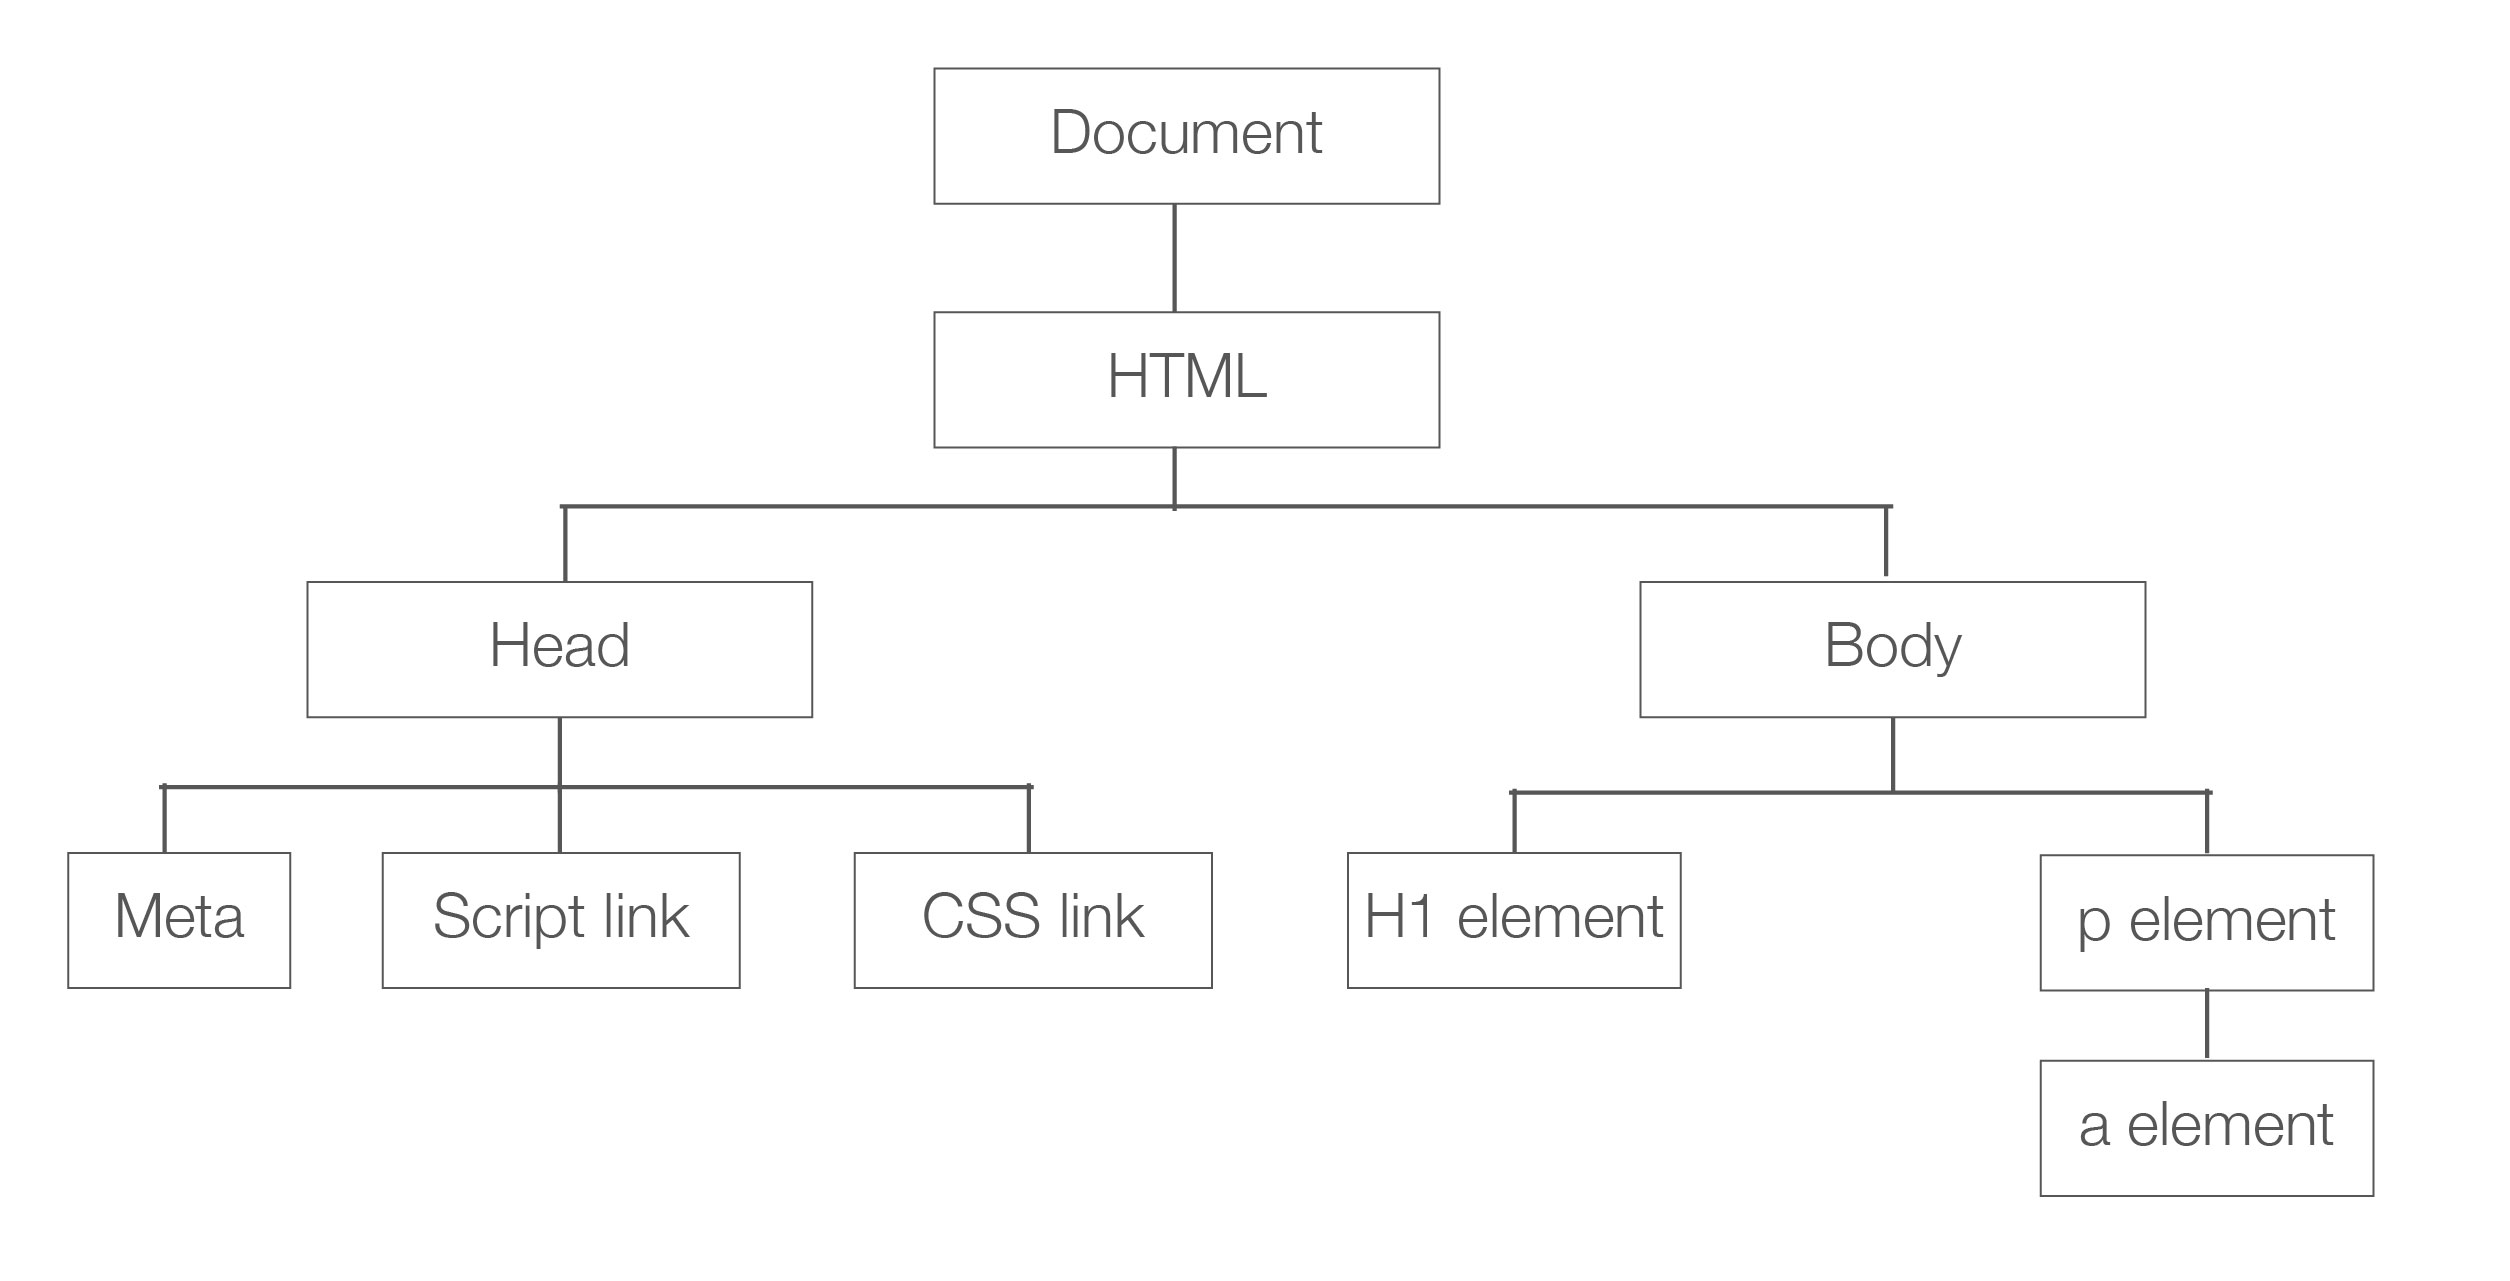 Document
HTML
Head
Body
Meta
Script link
CSS link
H1 element
p element
a element